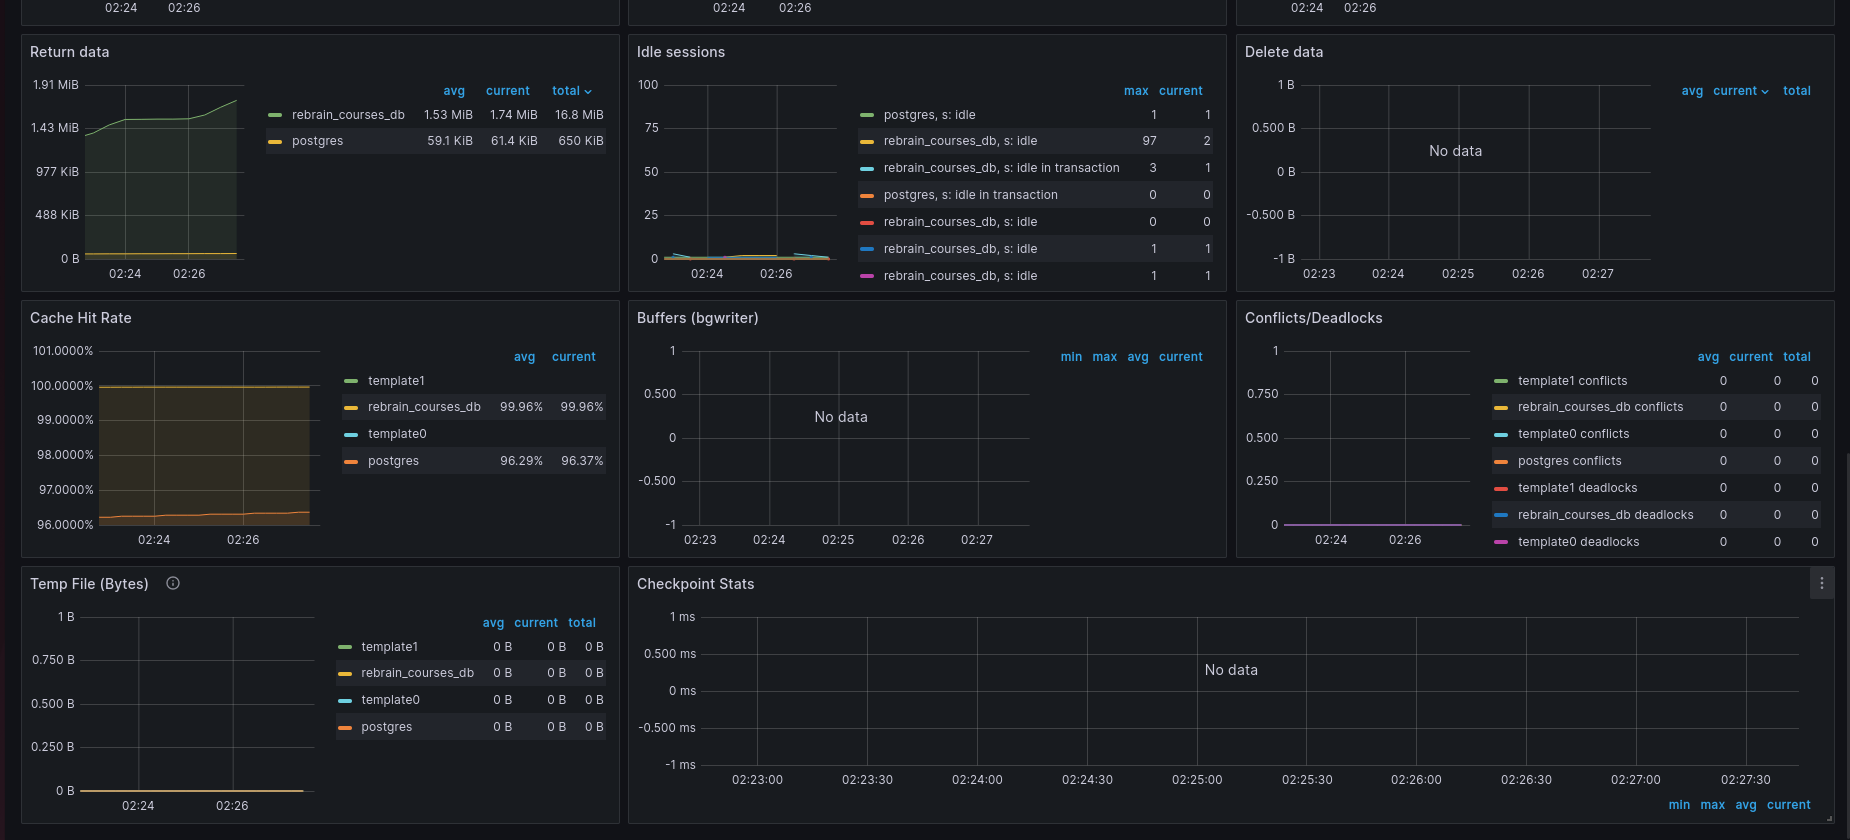 02:24 02:26
02:24 02:26
02:24 02:26
Return data
1.91 MiB
1.43 MiB
977 KiB
488 KiB
0 B
02:24 02:26
avg current total
rebrain_courses_db 1.53 MiB 1.74 MiB 16.8 MiB
postgres 59.1 KiB 61.4 KiB 650 KiB
Idle sessions
100
75
50
25
0
02:24 02:26
max current
postgres, s: idle 1 1
rebrain_courses_db, s: idle 97 2
rebrain_courses_db, s: idle in transaction 3 1
postgres, s: idle in transaction 0 0
rebrain_courses_db, s: idle 0 0
rebrain_courses_db, s: idle 1 1
rebrain_courses_db, s: idle 1 1
Delete data
1 B
0.500 B
0 B
-0.500 B
-1 B
No data
02:23 02:24 02:25 02:26 02:27
avg current total
Cache Hit Rate
101.0000%
100.0000%
99.0000%
98.0000%
97.0000%
96.0000%
02:24 02:26
avg current
template1
rebrain_courses_db 99.96% 99.96%
template0
postgres 96.29% 96.37%
Buffers (bgwriter)
1
0.500
0
-0.500
-1
No data
02:23 02:24 02:25 02:26 02:27
min max avg current
Conflicts/Deadlocks
1
0.750
0.500
0.250
0
02:24 02:26
avg current total
template1 conflicts 0 0 0
rebrain_courses_db conflicts 0 0 0
template0 conflicts 0 0 0
postgres conflicts 0 0 0
template1 deadlocks 0 0 0
rebrain_courses_db deadlocks 0 0 0
template0 deadlocks 0 0 0
Temp File (Bytes)
1 B
0.750 B
0.500 B
0.250 B
0 B
02:24 02:26
avg current total
template1 0 B 0 B 0 B
rebrain_courses_db 0 B 0 B 0 B
template0 0 B 0 B 0 B
postgres 0 B 0 B 0 B
Checkpoint Stats
1 ms
0.500 ms
0 ms
-0.500 ms
-1 ms
No data
02:23:00 02:23:30 02:24:00 02:24:30 02:25:00 02:25:30 02:26:00 02:26:30 02:27:00 02:27:30
min max avg current